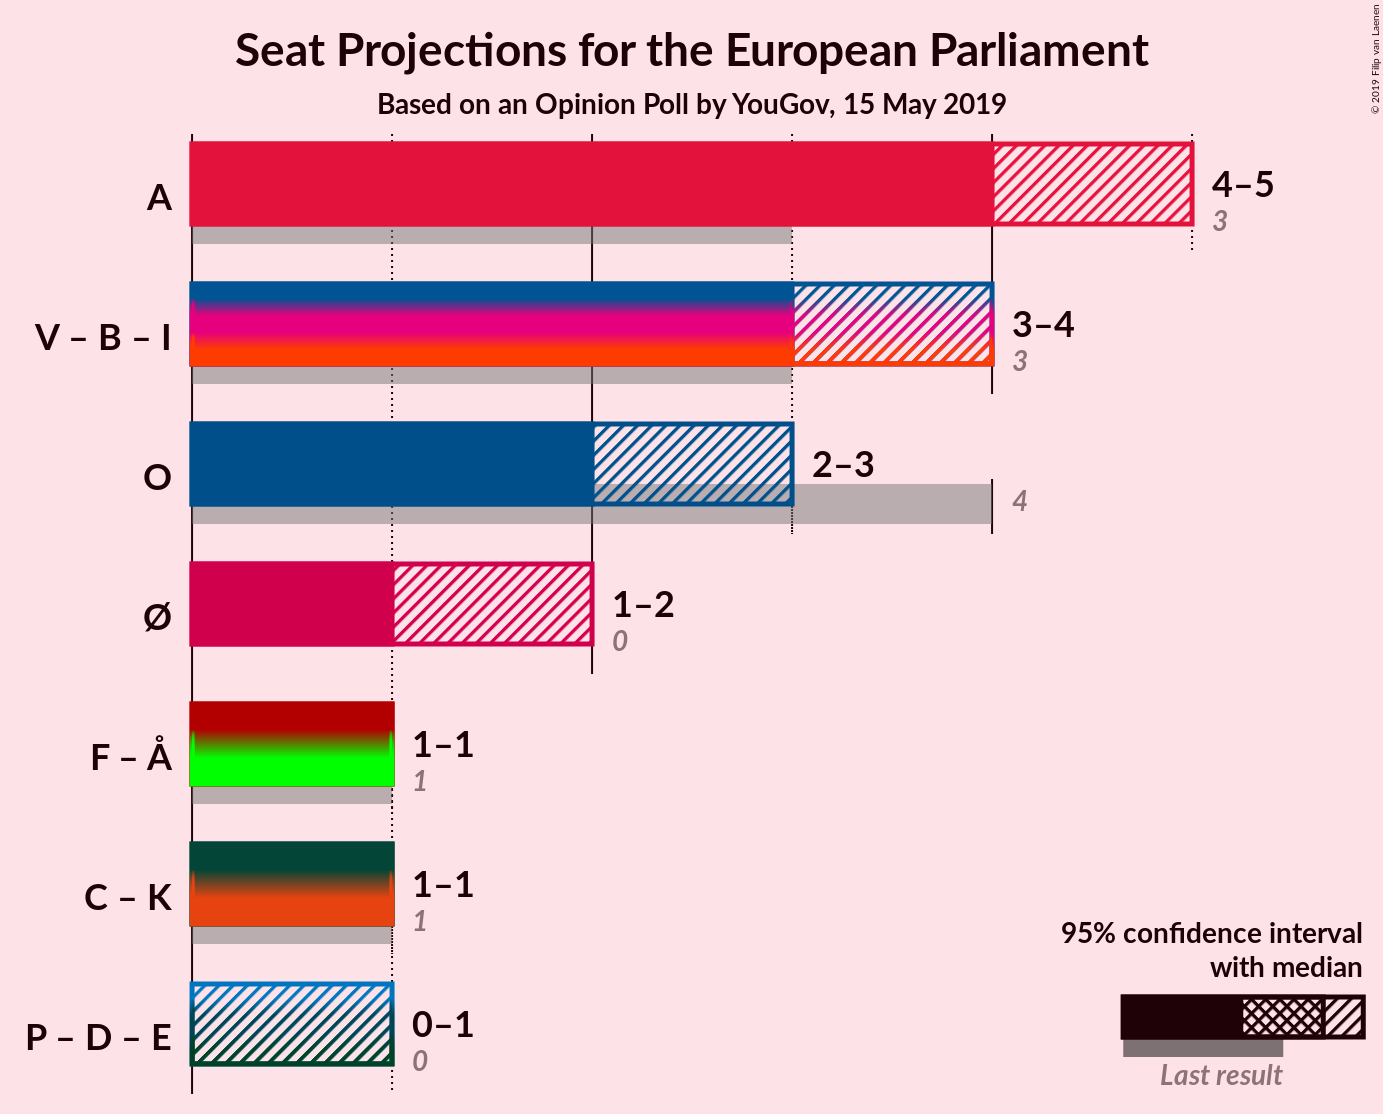 Seat Projections for the European Parliament
Based on an Opinion Poll by YouGov, 15 May 2019
© 2019 Filip van Laenen
A
4–5
3
V – B – I
3–4
3
O
2–3
4
Ø
1–2
0
F – Å
1–1
1
C – K
1–1
1
P – D – E
0–1
0
95% confidence interval
with median
Last result